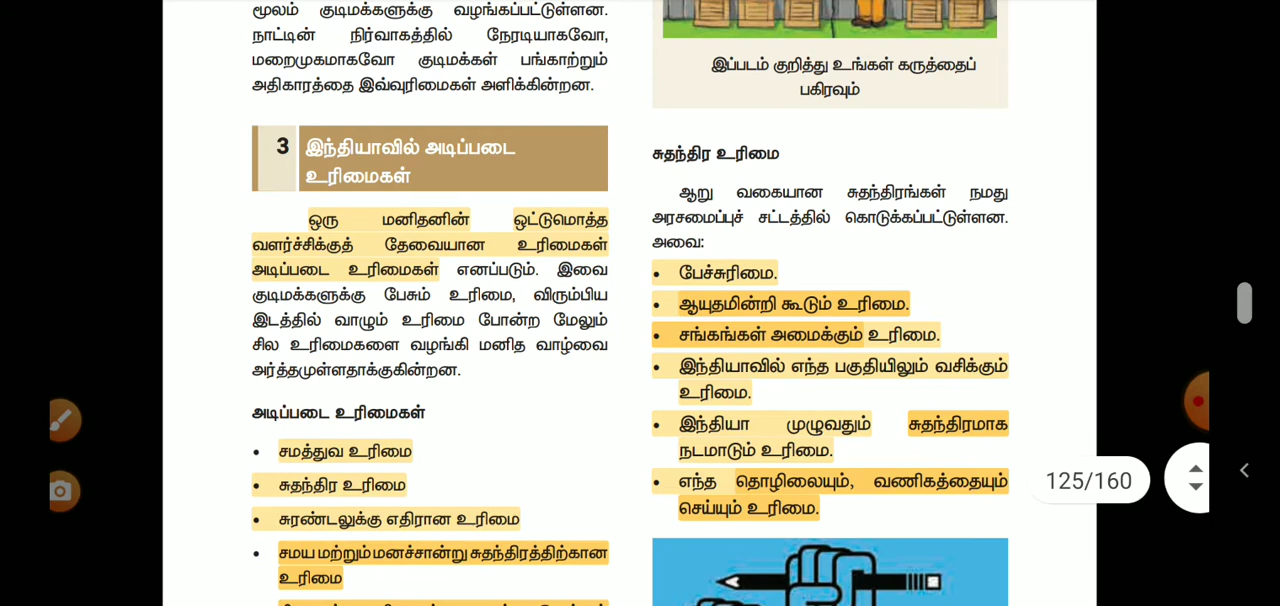 மூலம் குடிமக்களுக்கு வழங்கப்பட்டுள்ளன.
நாட்டின் நிர்வாகத்தில் நேரடியாகவோ,
மறைமுகமாகவோ குடிமக்கள் பங்காற்றும்
அதிகாரத்தை இவ்வுரிமைகள் அளிக்கின்றன.
3 இந்தியாவில் அடிப்படை
உரிமைகள்
ஒரு மனிதனின் ஒட்டுமொத்த
வளர்ச்சிக்குத் தேவையான உரிமைகள்
அடிப்படை உரிமைகள் எனப்படும். இவை
குடிமக்களுக்கு பேசும் உரிமை, விரும்பிய
இடத்தில் வாழும் உரிமை போன்ற மேலும்
சில உரிமைகளை வழங்கி மனித வாழ்வை
அர்த்தமுள்ளதாக்குகின்றன.
அடிப்படை உரிமைகள்
• சமத்துவ உரிமை
• சுதந்திர உரிமை
• சுரண்டலுக்கு எதிரான உரிமை
• சமய மற்றும் மனச்சான்று சுதந்திரத்திற்கான
உரிமை
இப்படம் குறித்து உங்கள் கருத்தைப்
பகிரவும்
சுதந்திர உரிமை
ஆறு வகையான சுதந்திரங்கள் நமது
அரசமைப்புச் சட்டத்தில் கொடுக்கப்பட்டுள்ளன.
அவை:
• பேச்சுரிமை.
• ஆயுதமின்றி கூடும் உரிமை.
• சங்கங்கள் அமைக்கும் உரிமை.
• இந்தியாவில் எந்த பகுதியிலும் வசிக்கும்
உரிமை.
• இந்தியா முழுவதும் சுதந்திரமாக
நடமாடும் உரிமை.
• எந்த தொழிலையும், வணிகத்தையும்
செய்யும் உரிமை.
125/160